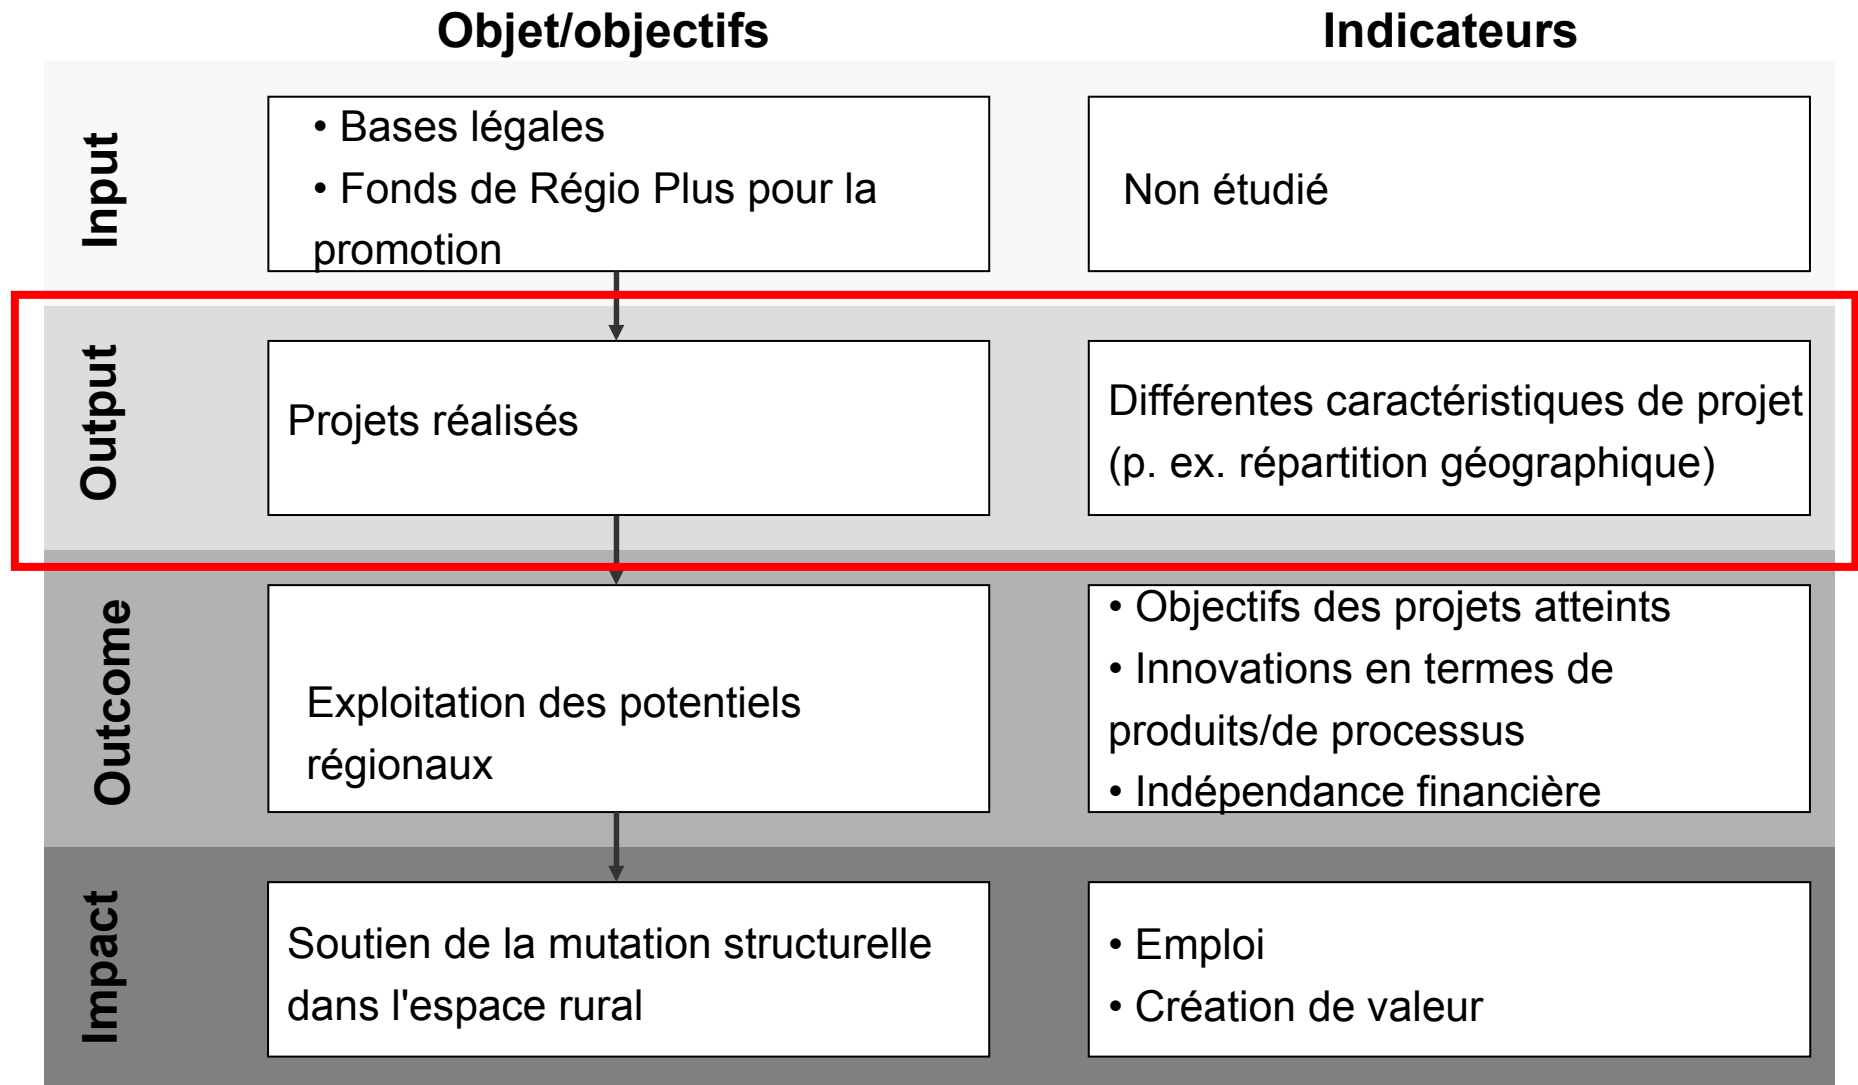 Objet/objectifs
Indicateurs
Input
• Bases légales
• Fonds de Régio Plus pour la
promotion
Non étudié
Output
Projets réalisés
Différentes caractéristiques de projet
(p. ex. répartition géographique)
Outcome
Exploitation des potentiels
régionaux
• Objectifs des projets atteints
• Innovations en termes de
produits/de processus
• Indépendance financière
Impact
Soutien de la mutation structurelle
dans l'espace rural
• Emploi
• Création de valeur